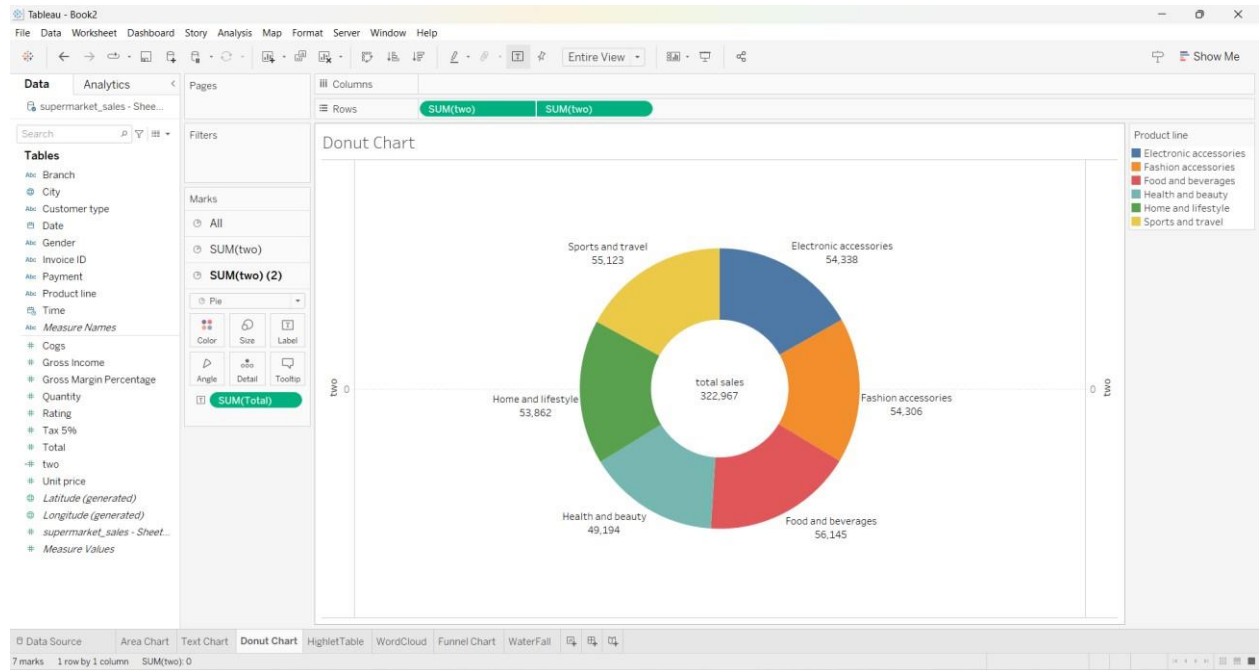 Tableau - Book2
File Data Worksheet Dashboard Story Analysis Map Format Server Window Help
Entire View
Show Me
Data Analytics
supermarket_sales - Shee...
Search
Tables
Abc Branch
City
Abc Customer type
Date
Abc Gender
Abc Invoice ID
Abc Payment
Abc Product line
Time
Abc Measure Names
# Cogs
# Gross Income
# Gross Margin Percentage
# Quantity
# Rating
# Tax 5%
# Total
=# two
# Unit price
Latitude (generated)
Longitude (generated)
# supermarket_sales - Sheet...
# Measure Values
Pages
Filters
Marks
All
SUM(two)
SUM(two) (2)
Pie
Color Size Label
Angle Detail Tooltip
SUM(Total)
Columns
Rows SUM(two) SUM(two)
Donut Chart
Sports and travel
55,123
Electronic accessories
54,338
two 0
total sales
322,967
Home and lifestyle
53,862
Fashion accessories
54,306
0 two
Health and beauty
49,194
Food and beverages
56,145
Product line
Electronic accessories
Fashion accessories
Food and beverages
Health and beauty
Home and lifestyle
Sports and travel
Data Source Area Chart Text Chart Donut Chart HighletTable WordCloud Funnel Chart WaterFall
7 marks 1 row by 1 column SUM(two): 0